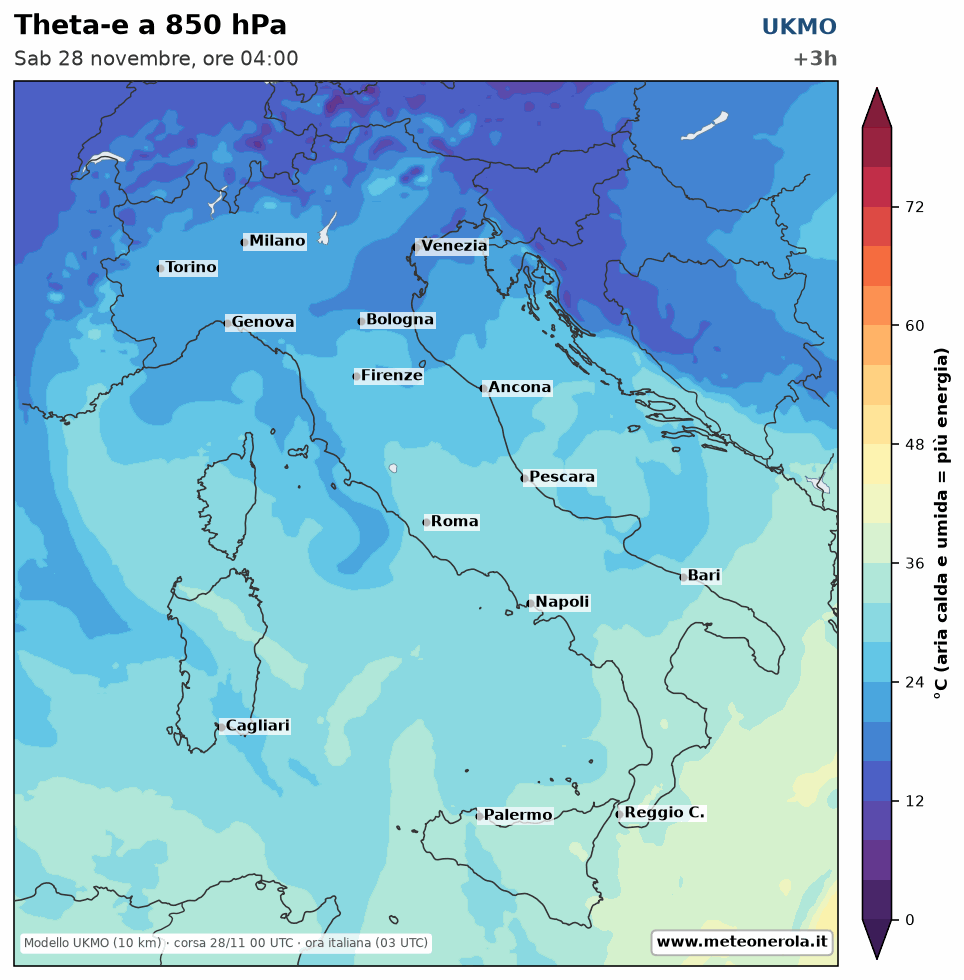 Theta-e a 850 hPa
UKMO
Sab 28 novembre, ore 04:00
+3h
Milano
Venezia
Torino
Genova
Bologna
Firenze
Ancona
Pescara
Roma
Bari
Napoli
Cagliari
Palermo
Reggio C.
72
60
48
36
24
12
0
°C (aria calda e umida = più energia)
Modello UKMO (10 km) · corsa 28/11 00 UTC · ora italiana (03 UTC)
www.meteonerola.it